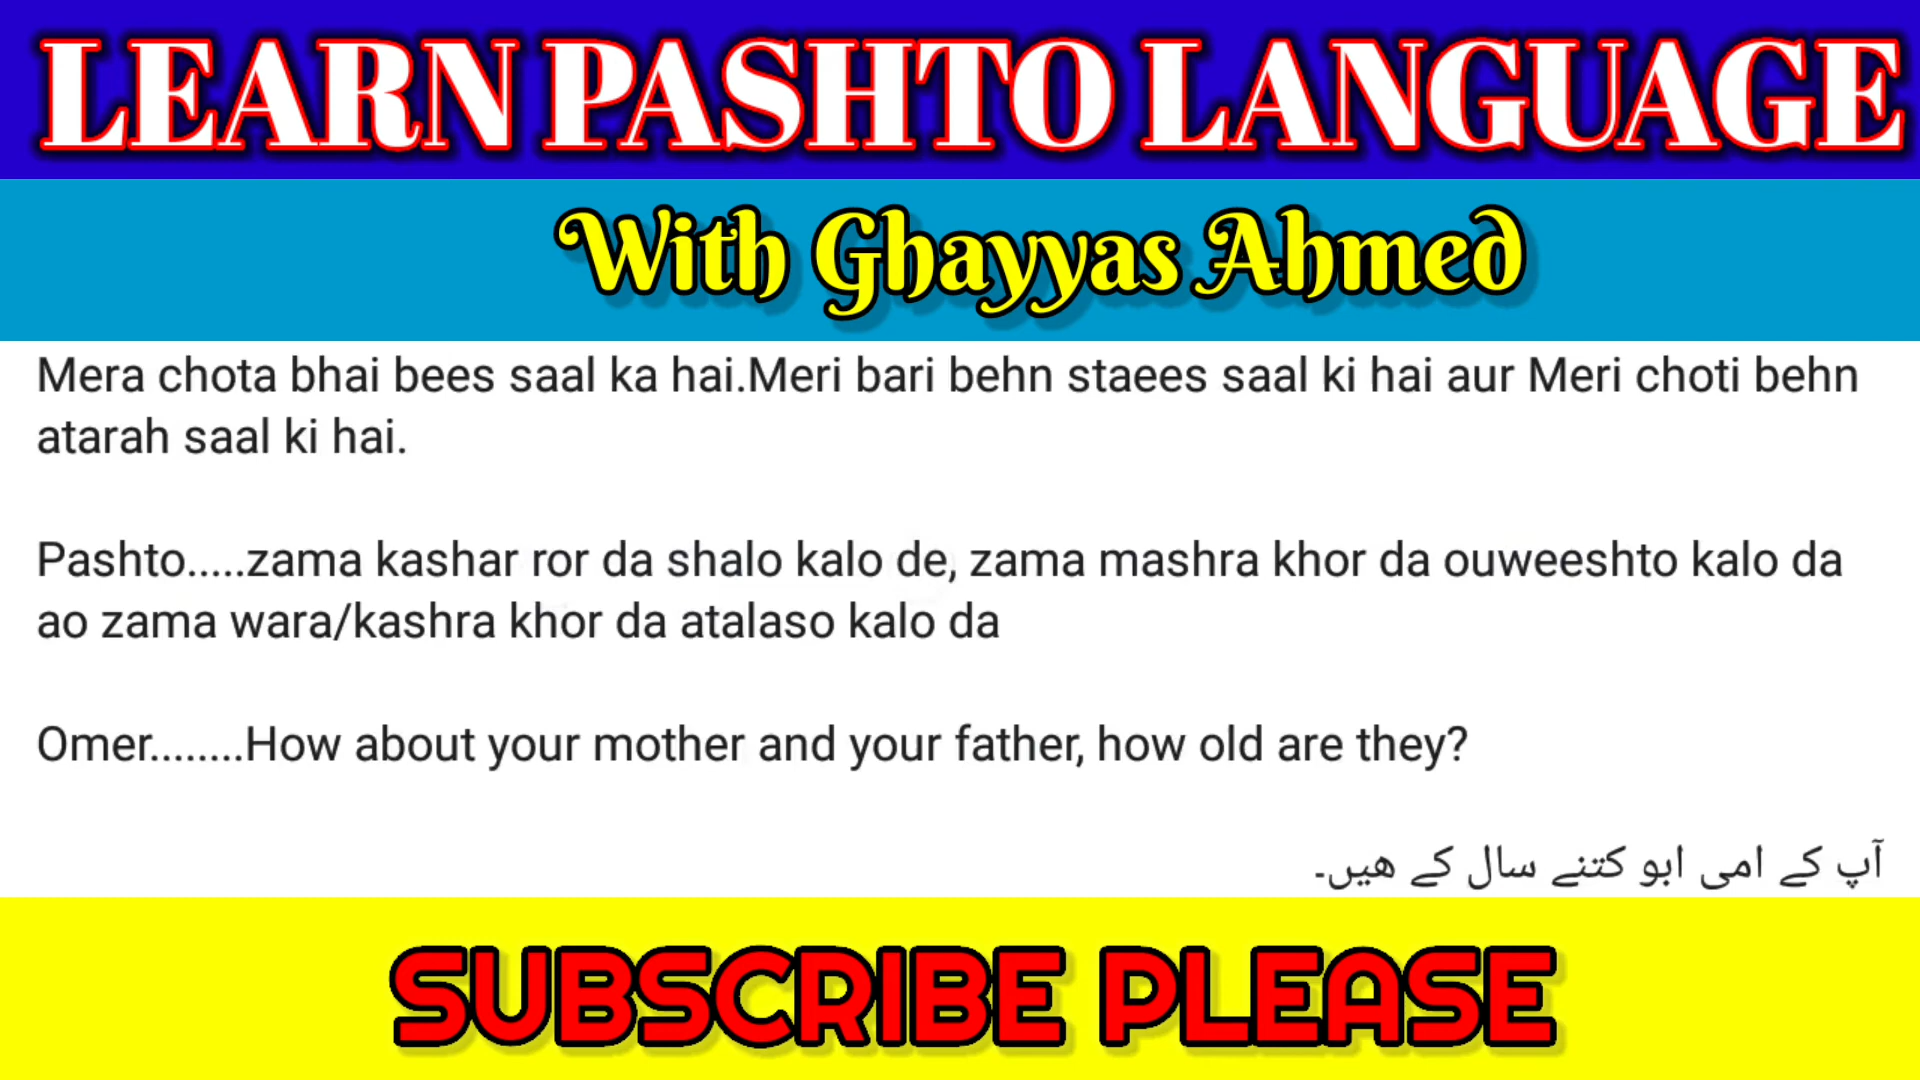 LEARN PASHTO LANGUAGE
With Ghayyas Ahmed
Mera chota bhai bees saal ka hai.Meri bari behn staees saal ki hai aur Meri choti behn
atarah saal ki hai.
Pashto.....zama kashar ror da shalo kalo de, zama mashra khor da ouweeshto kalo da
ao zama wara/kashra khor da atalaso kalo da
Omer........How about your mother and your father, how old are they?
آپ کے امی ابو کتنے سال کے ھیں۔
SUBSCRIBE PLEASE